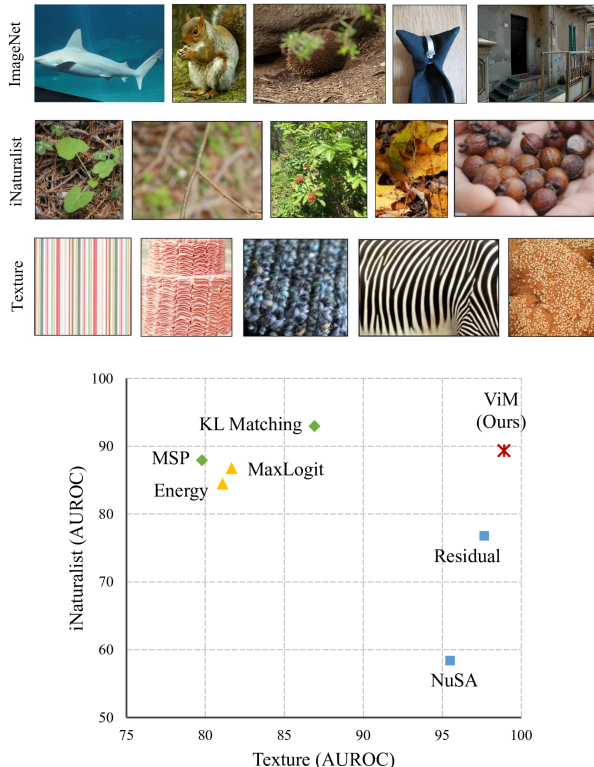 ImageNet
iNaturalist
Texture
100
90
80
70
60
50
iNaturalist (AUROC)
ViM
(Ours)
KL Matching
MSP
MaxLogit
Energy
Residual
NuSA
75
80
85
90
95
100
Texture (AUROC)